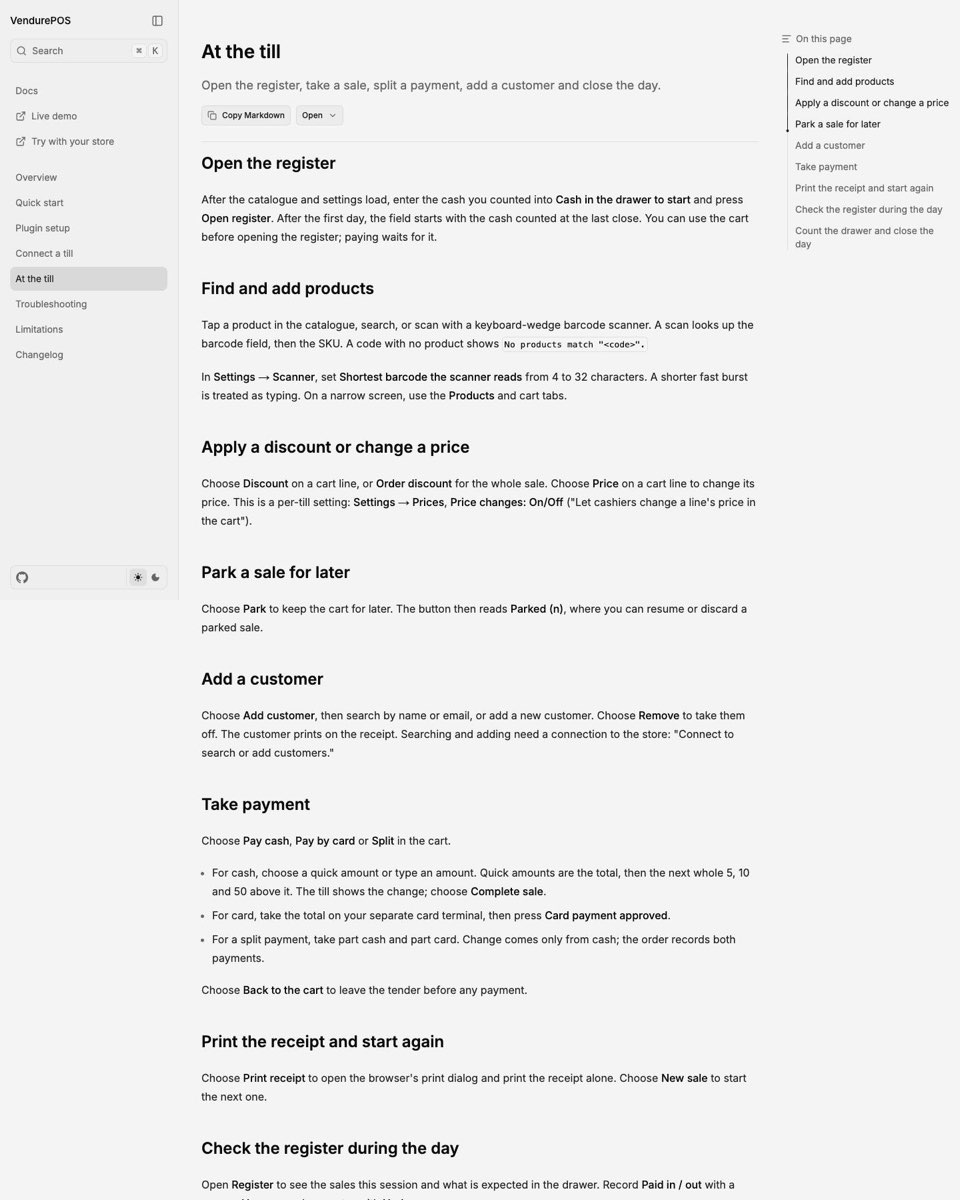 VendurePOS
Search
⌘ K
Docs
Live demo
Try with your store
Overview
Quick start
Plugin setup
Connect a till
At the till
Troubleshooting
Limitations
Changelog
At the till
Open the register, take a sale, split a payment, add a customer and close the day.
Copy Markdown
Open
Open the register
After the catalogue and settings load, enter the cash you counted into Cash in the drawer to start and press
Open register. After the first day, the field starts with the cash counted at the last close. You can use the cart
before opening the register; paying waits for it.
Find and add products
Tap a product in the catalogue, search, or scan with a keyboard-wedge barcode scanner. A scan looks up the
barcode field, then the SKU. A code with no product shows No products match "<code>".
In Settings → Scanner, set Shortest barcode the scanner reads from 4 to 32 characters. A shorter fast burst
is treated as typing. On a narrow screen, use the Products and cart tabs.
Apply a discount or change a price
Choose Discount on a cart line, or Order discount for the whole sale. Choose Price on a cart line to change its
price. This is a per-till setting: Settings → Prices, Price changes: On/Off ("Let cashiers change a line's price in
the cart").
Park a sale for later
Choose Park to keep the cart for later. The button then reads Parked (n), where you can resume or discard a
parked sale.
Add a customer
Choose Add customer, then search by name or email, or add a new customer. Choose Remove to take them
off. The customer prints on the receipt. Searching and adding need a connection to the store: "Connect to
search or add customers."
Take payment
Choose Pay cash, Pay by card or Split in the cart.
For cash, choose a quick amount or type an amount. Quick amounts are the total, then the next whole 5, 10
and 50 above it. The till shows the change; choose Complete sale.
For card, take the total on your separate card terminal, then press Card payment approved.
For a split payment, take part cash and part card. Change comes only from cash; the order records both
payments.
Choose Back to the cart to leave the tender before any payment.
Print the receipt and start again
Choose Print receipt to open the browser's print dialog and print the receipt alone. Choose New sale to start
the next one.
Check the register during the day
Open Register to see the sales this session and what is expected in the drawer. Record Paid in / out with a
On this page
Open the register
Find and add products
Apply a discount or change a price
Park a sale for later
Add a customer
Take payment
Print the receipt and start again
Check the register during the day
Count the drawer and close the
day